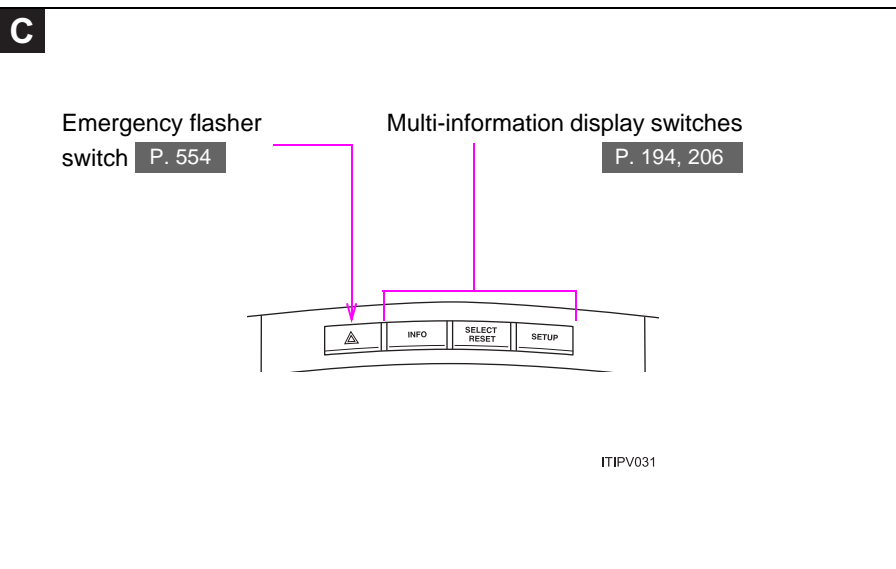 C
Emergency flasher
switch P. 554
Multi-information display switches
P. 194, 206
INFO
SELECT
RESET
SETUP
ITIPV031